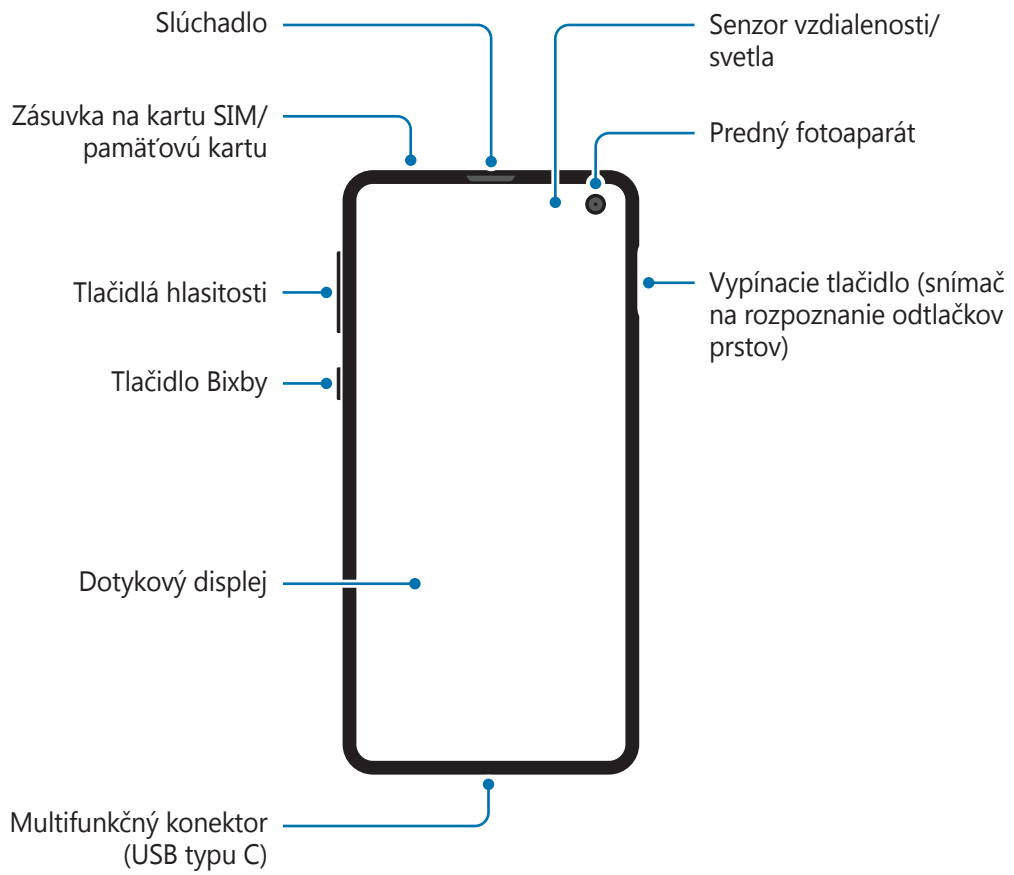 Slúchadlo
Senzor vzdialenosti/
svetla
Zásuvka na kartu SIM/
pamäťovú kartu
Predný fotoaparát
Tlačidlá hlasitosti
Vypínacie tlačidlo (snímač
na rozpoznanie odtlačkov
prstov)
Tlačidlo Bixby
Dotykový displej
Multifunkčný konektor
(USB typu C)